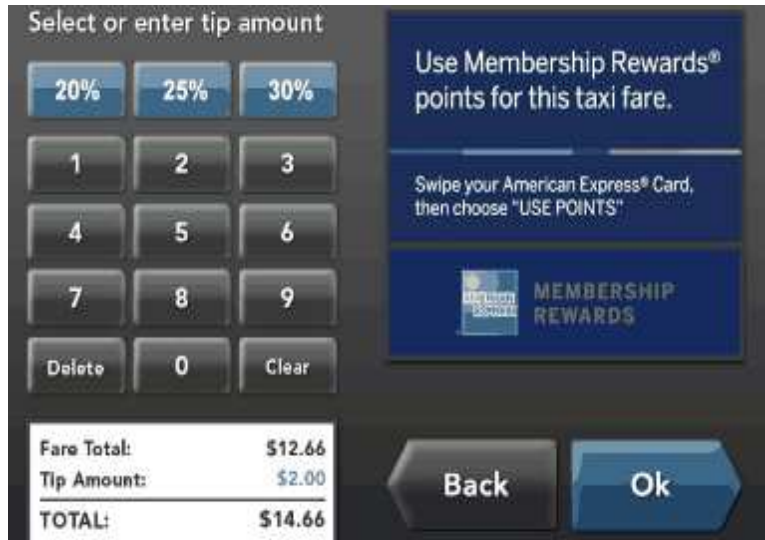 Select or enter tip amount
20% 25% 30%
1 2 3
4 5 6
7 8 9
Delete 0 Clear
Fare Total: $12.66
Tip Amount: $2.00
TOTAL: $14.66
Use Membership Rewards®
points for this taxi fare.
Swipe your American Express® Card,
then choose "USE POINTS"
AMERICAN
EXPRESS
MEMBERSHIP
REWARDS
Back Ok